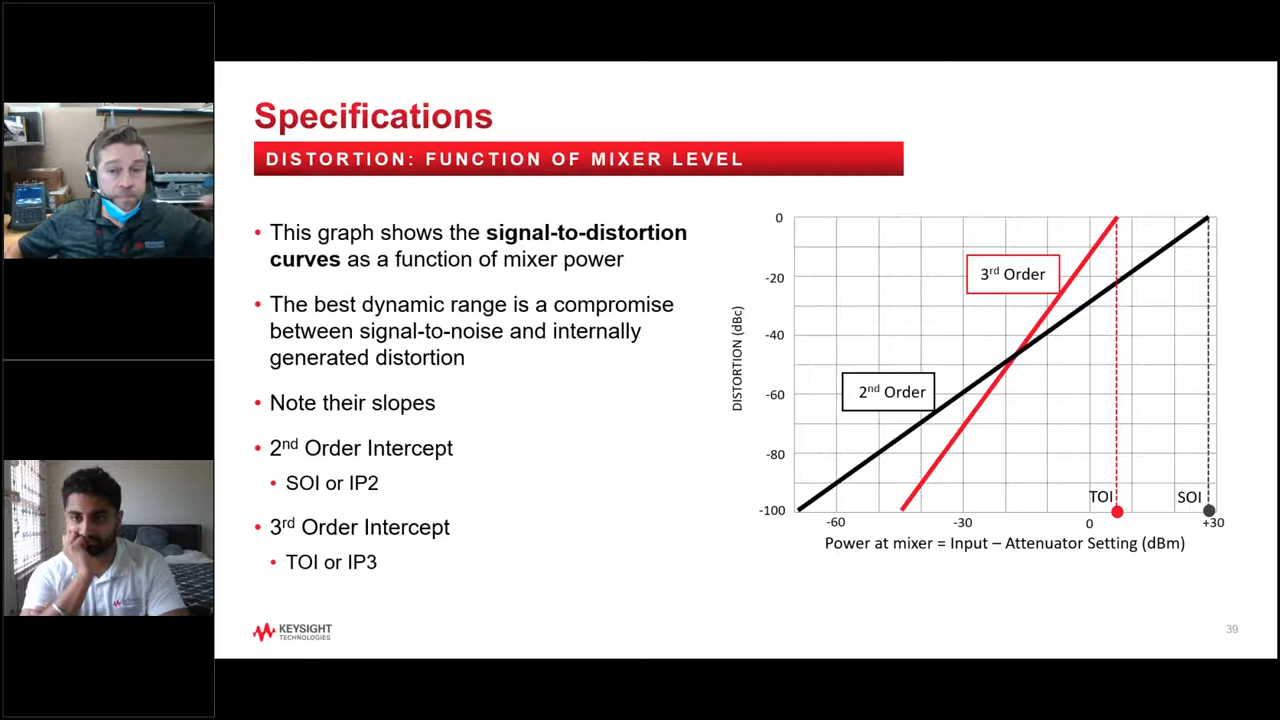 Specifications
DISTORTION: FUNCTION OF MIXER LEVEL
• This graph shows the signal-to-distortion
curves as a function of mixer power
• The best dynamic range is a compromise
between signal-to-noise and internally
generated distortion
• Note their slopes
• 2nd Order Intercept
• SOI or IP2
• 3rd Order Intercept
• TOI or IP3
DISTORTION (dBc)
0
-20
-40
-60
-80
-100
3rd Order
2nd Order
TOI
SOI
-60
-30
0
+30
Power at mixer = Input – Attenuator Setting (dBm)
KEYSIGHT
TECHNOLOGIES
39
KEYSIGHT